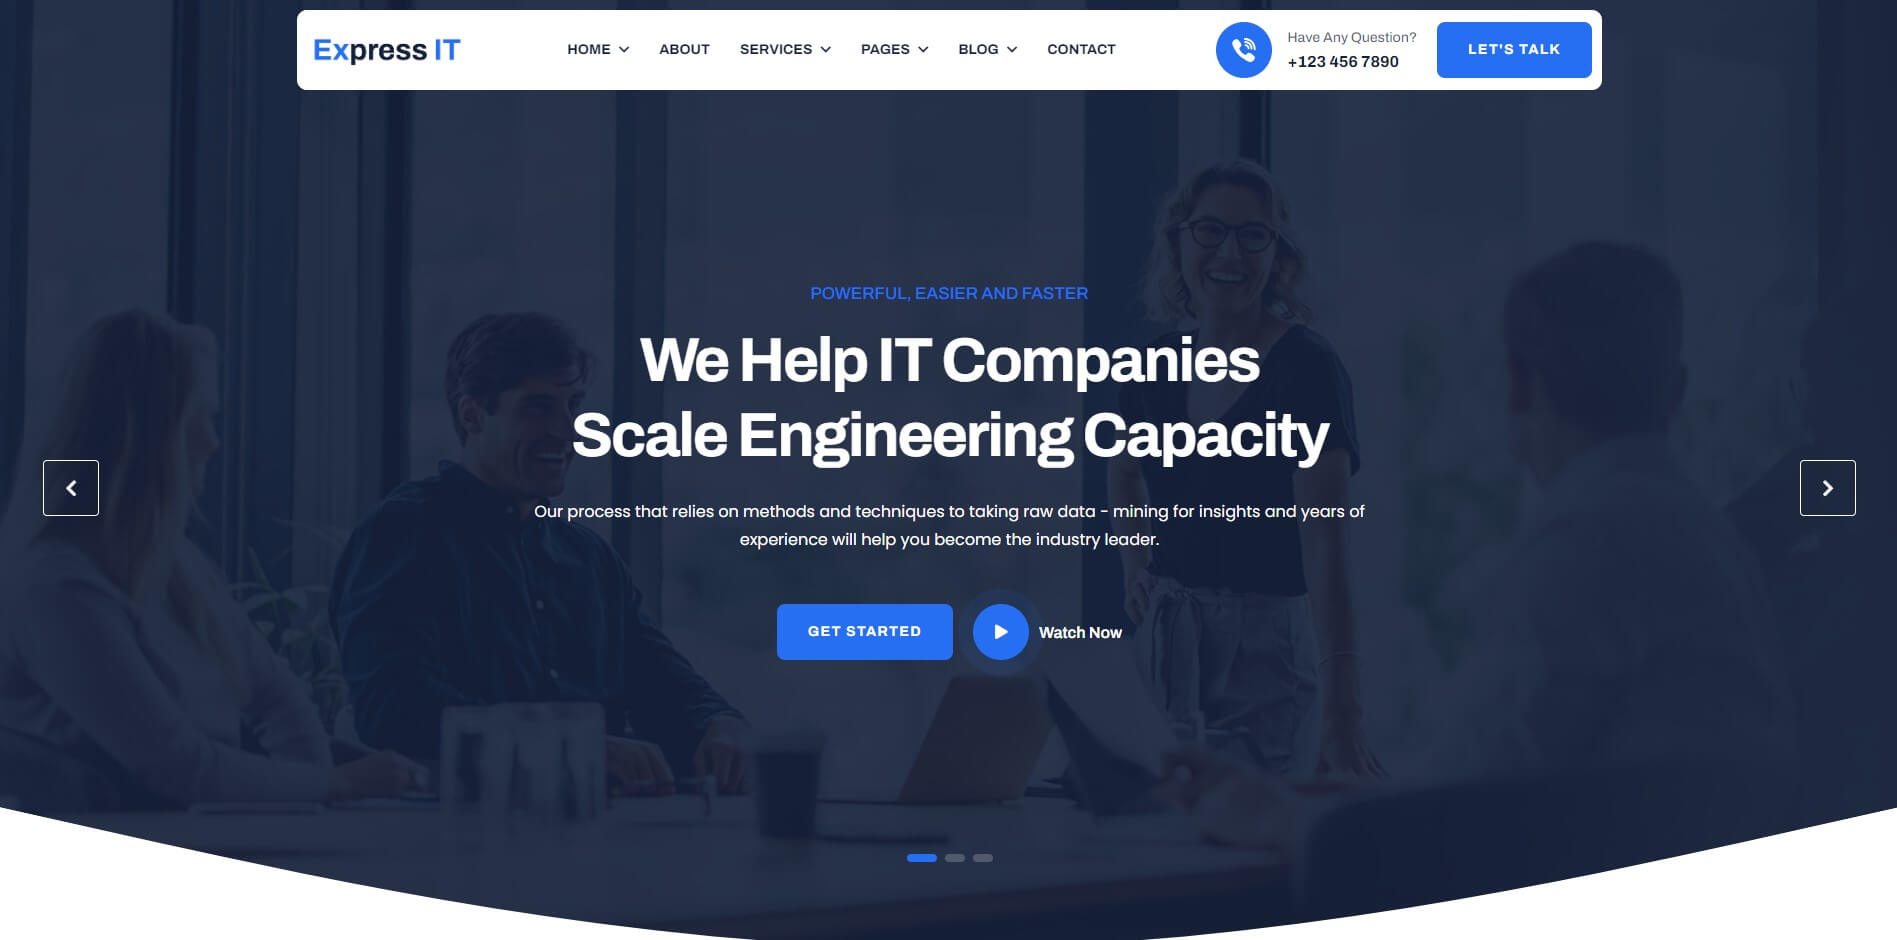 Express IT
HOME
ABOUT
SERVICES
PAGES
BLOG
CONTACT
Have Any Question?
+123 456 7890
LET'S TALK
POWERFUL, EASIER AND FASTER
We Help IT Companies
Scale Engineering Capacity
Our process that relies on methods and techniques to taking raw data - mining for insights and years of
experience will help you become the industry leader.
GET STARTED
Watch Now